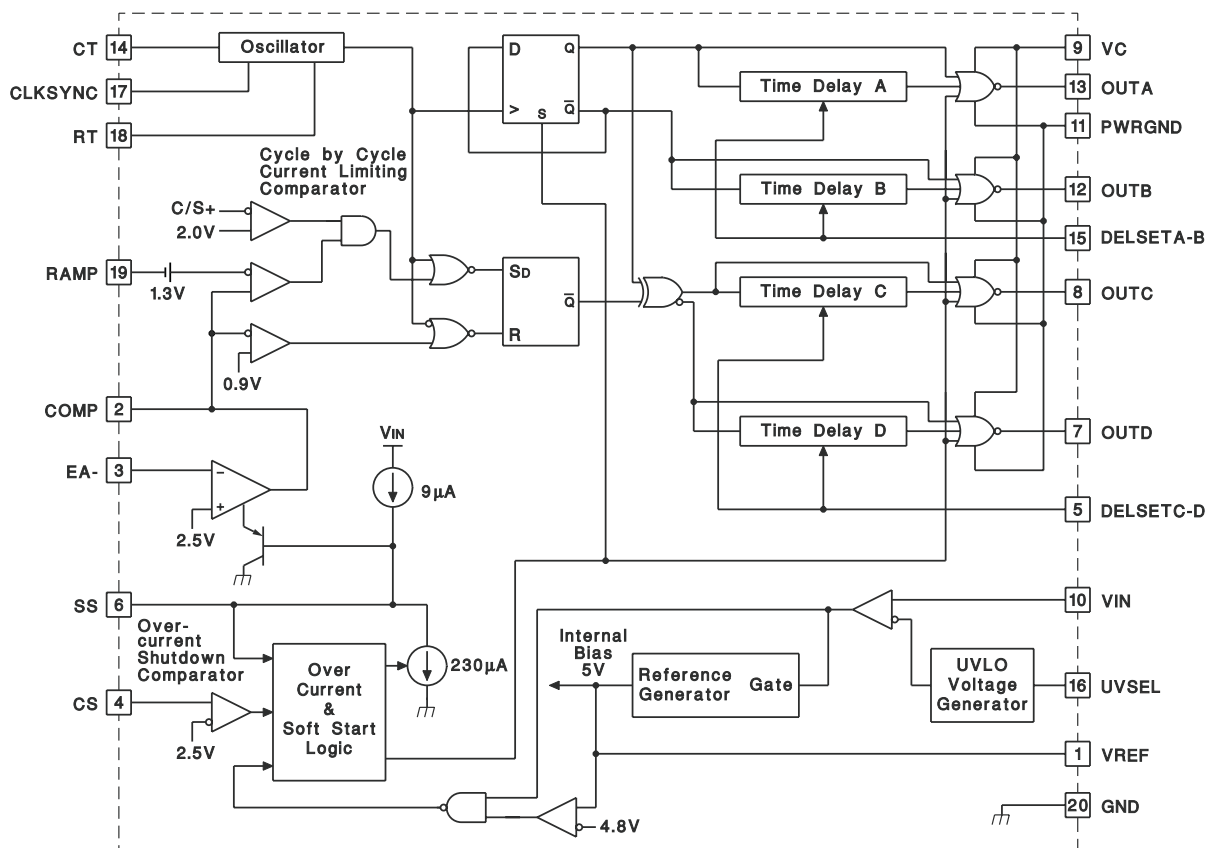 CT 14
Oscillator
CLKSYNC 17
RT 18
Cycle by Cycle
Current Limiting
Comparator
C/S+
2.0V
RAMP 19
1.3V
0.9V
COMP 2
EA- 3
−
+
2.5V
VIN
9μA
SS 6
Over-
current
Shutdown
Comparator
CS 4
2.5V
Over
Current
&
Soft Start
Logic
230μA
D
Q
>
S
Q̅
SD
Q̅
R
Time Delay A
Time Delay B
Time Delay C
Time Delay D
9 VC
13 OUTA
11 PWRGND
12 OUTB
15 DELSETA-B
8 OUTC
7 OUTD
5 DELSETC-D
10 VIN
Internal
Bias
5V
Reference
Generator
Gate
UVLO
Voltage
Generator
16 UVSEL
1 VREF
4.8V
20 GND